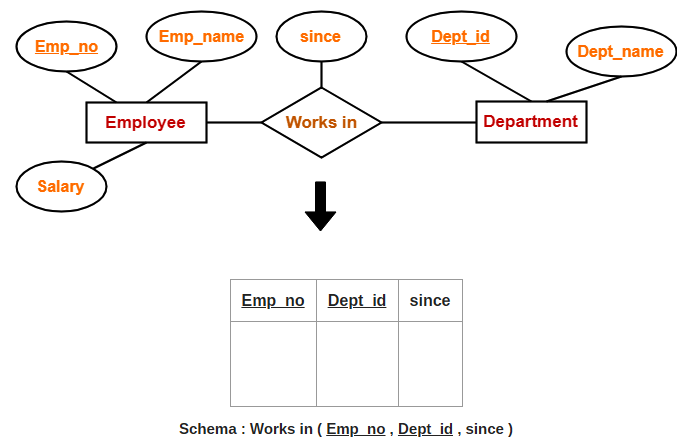 Emp_no
Emp_name
since
Dept_id
Dept_name
Employee
Works in
Department
Salary
Emp_no Dept_id since
Schema : Works in ( Emp_no , Dept_id , since )